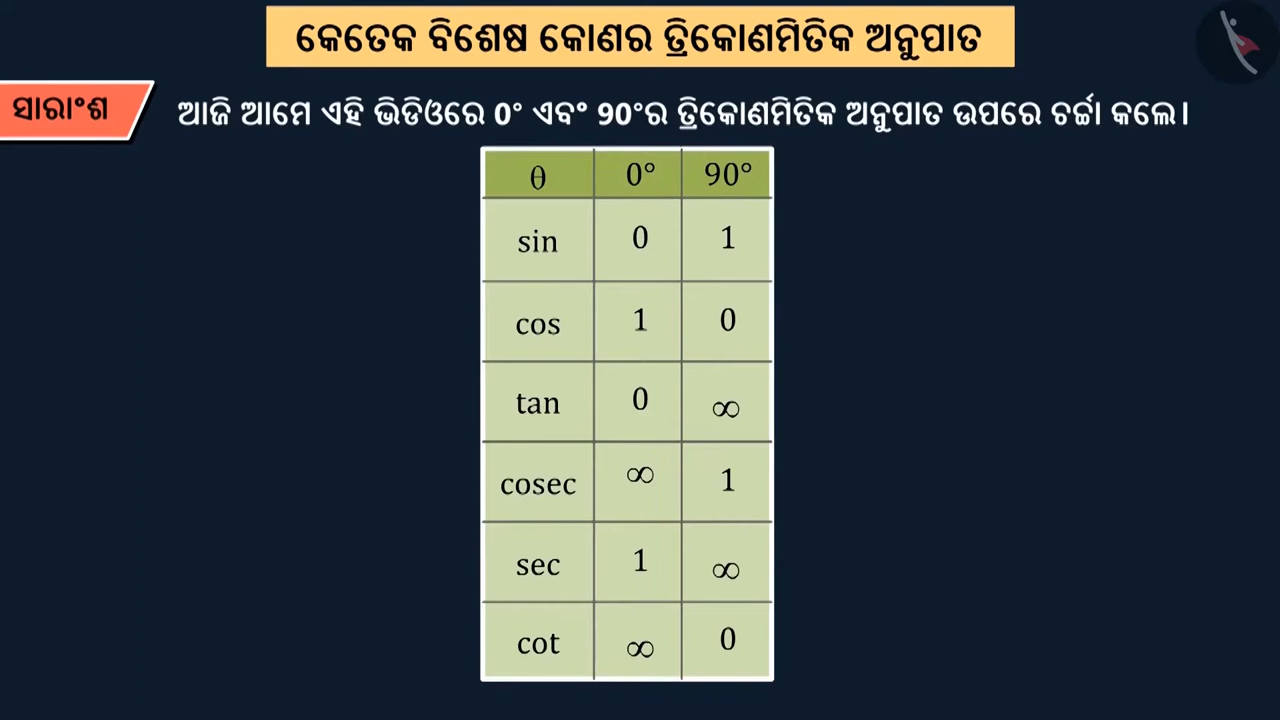 କେତେକ ବିଶେଷ କୋଣର ତ୍ରିକୋଣମିତିକ ଅନୁପାତ
ସାରାଂଶ
ଆଜି ଆମେ ଏହି ଭିଡିଓରେ 0ଂ ଏବଂ 90ଂର ତ୍ରିକୋଣମିତିକ ଅନୁପାତ ଉପରେ ଚର୍ଚ୍ଚା କଲେ।
θ 0° 90°
sin 0 1
cos 1 0
tan 0 ∞
cosec ∞ 1
sec 1 ∞
cot ∞ 0